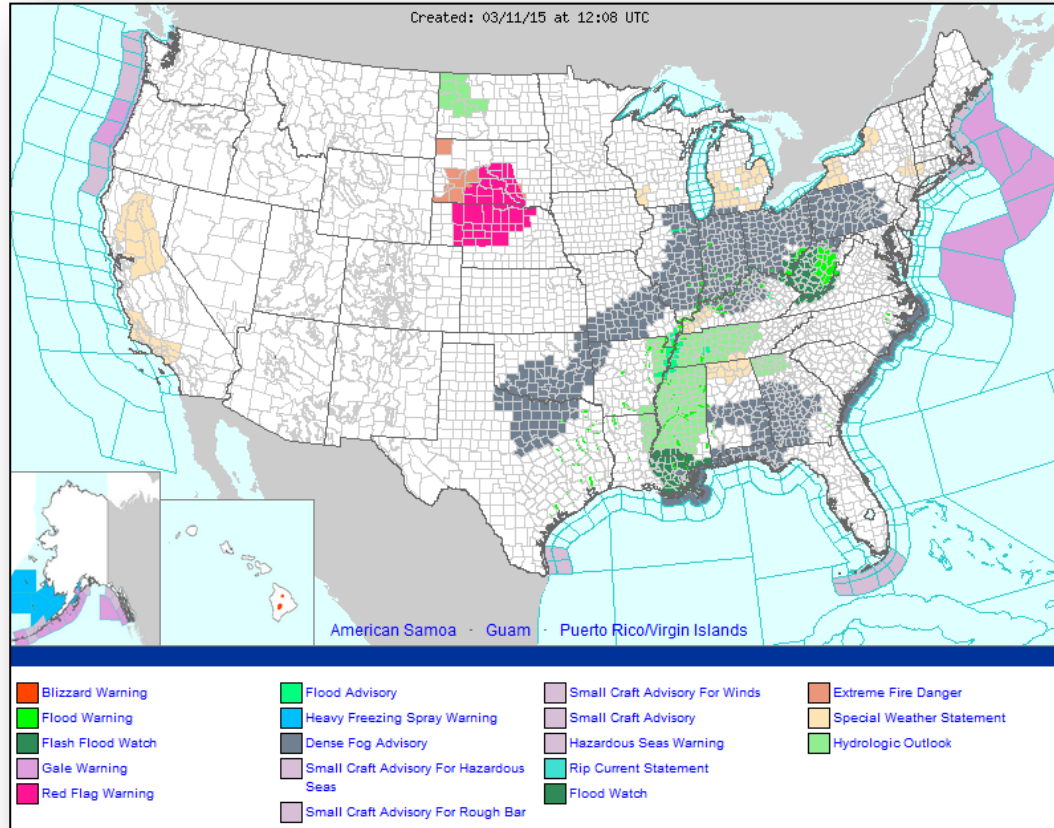 Created: 03/11/15 at 12:08 UTC
American Samoa - Guam - Puerto Rico/Virgin Islands
Blizzard Warning
Flood Warning
Flash Flood Watch
Gale Warning
Red Flag Warning
Flood Advisory
Heavy Freezing Spray Warning
Dense Fog Advisory
Small Craft Advisory For Hazardous
Seas
Small Craft Advisory For Rough Bar
Small Craft Advisory For Winds
Small Craft Advisory
Hazardous Seas Warning
Rip Current Statement
Flood Watch
Extreme Fire Danger
Special Weather Statement
Hydrologic Outlook